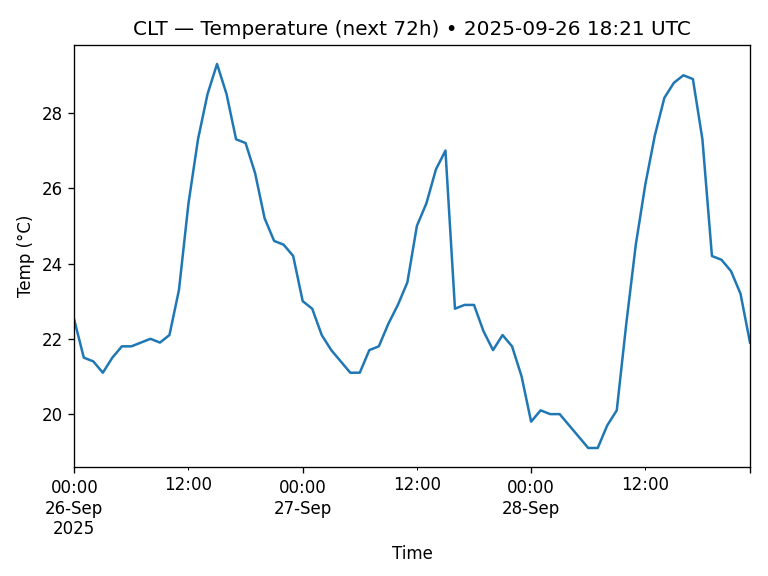 CLT — Temperature (next 72h) • 2025-09-26 18:21 UTC
Temp (°C)
28
26
24
22
20
00:00 12:00 00:00 12:00 00:00 12:00
26-Sep 27-Sep 28-Sep
2025
Time